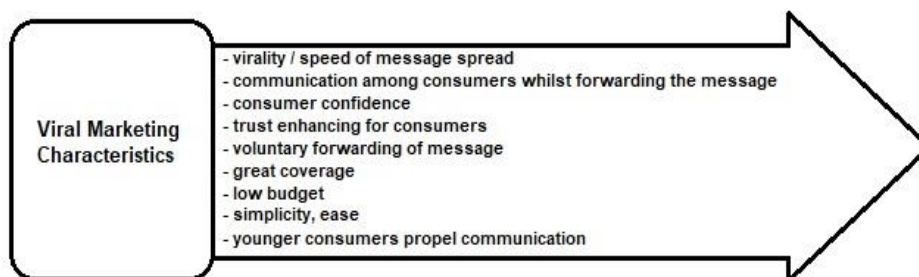 Viral Marketing
Characteristics
- virality / speed of message spread
- communication among consumers whilst forwarding the message
- consumer confidence
- trust enhancing for consumers
- voluntary forwarding of message
- great coverage
- low budget
- simplicity, ease
- younger consumers propel communication